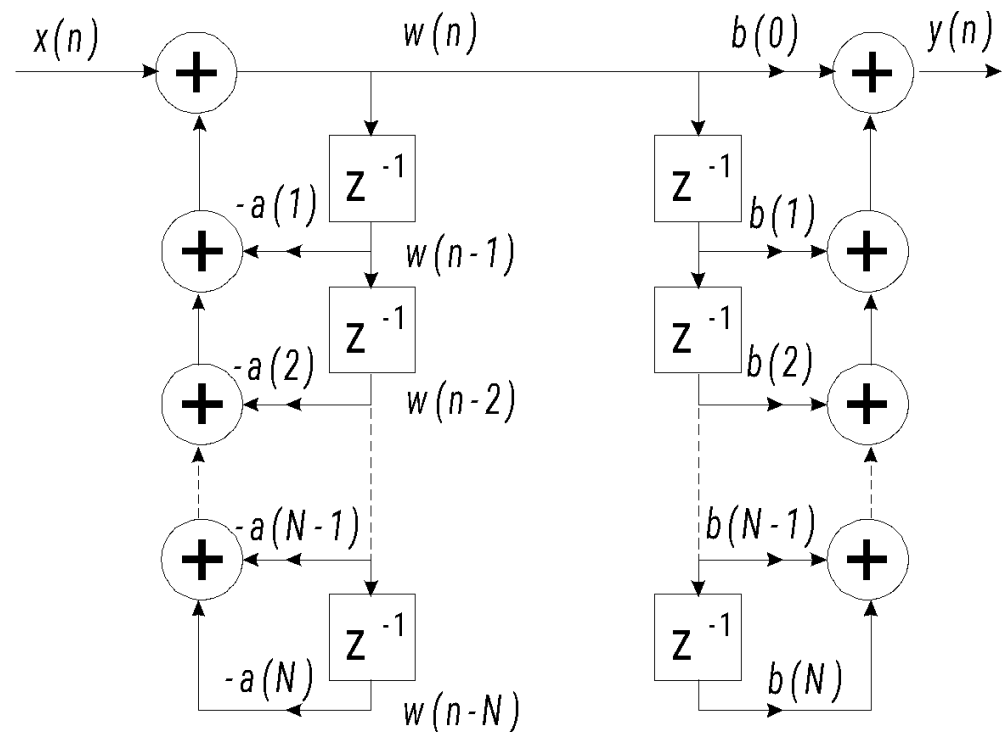 x(n) w(n) b(0) y(n)
+ +
z -1 z -1
-a(1) b(1)
+ w(n-1) +
z -1 z -1
-a(2) b(2)
+ w(n-2) +
-a(N-1) b(N-1)
+ +
z -1 z -1
-a(N) b(N)
w(n-N)